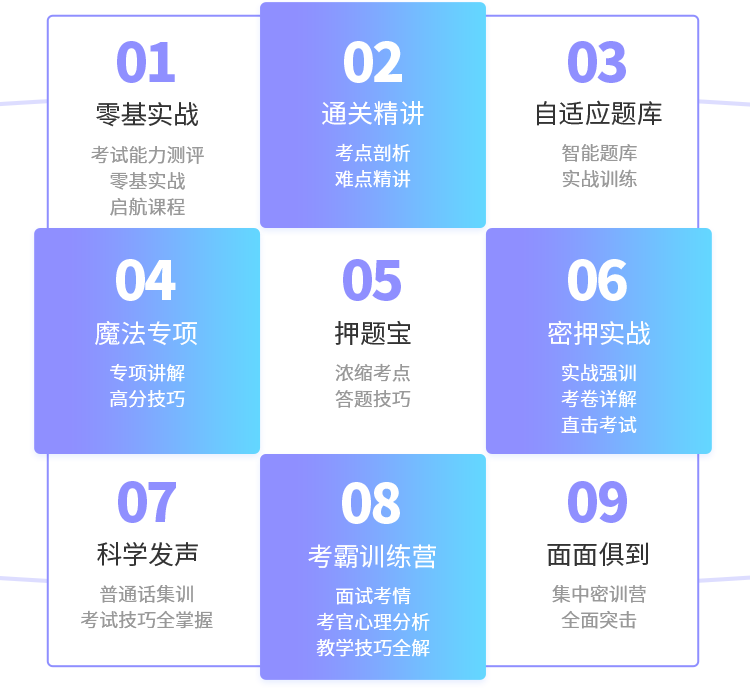 01
零基实战
考试能力测评
零基实战
启航课程
02
通关精讲
考点剖析
难点精讲
03
自适应题库
智能题库
实战训练
04
魔法专项
专项讲解
高分技巧
05
押题宝
浓缩考点
答题技巧
06
密押实战
实战强训
考卷详解
直击考试
07
科学发声
普通话集训
考试技巧全掌握
08
考霸训练营
面试考情
考官心理分析
教学技巧全解
09
面面俱到
集中密训营
全面突击